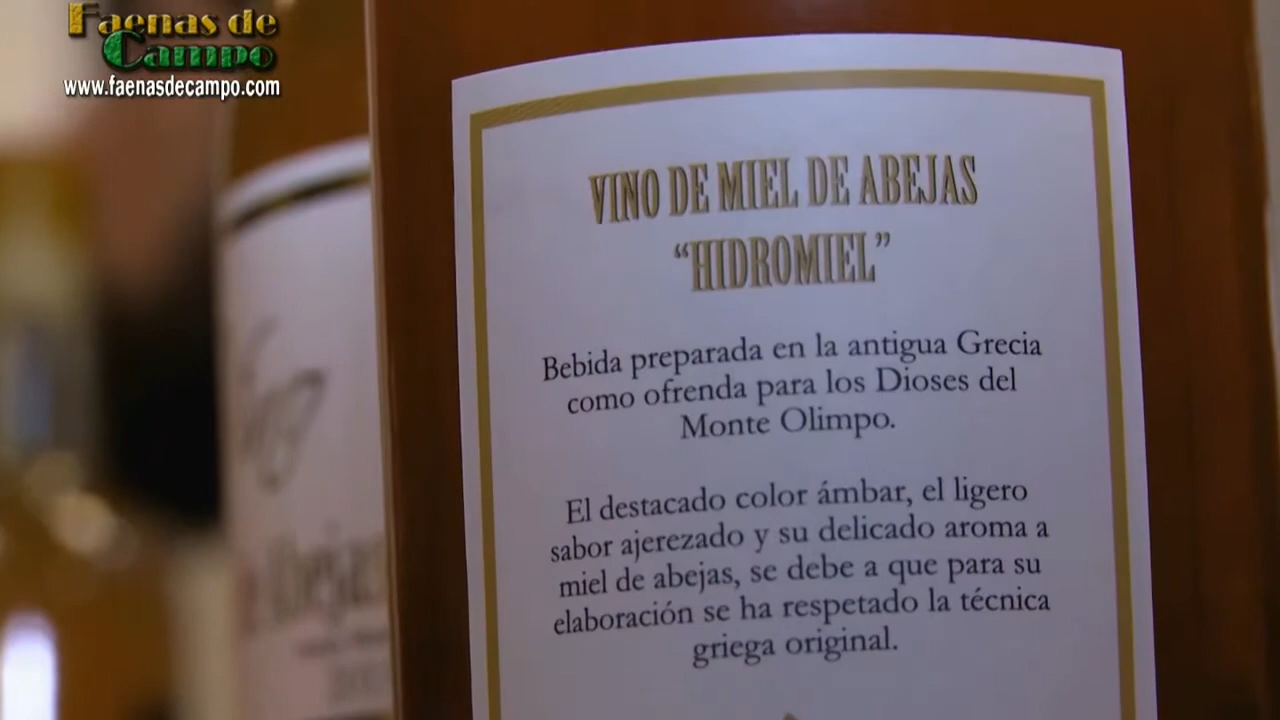 Faenas de
Campo
www.faenasdecampo.com
VINO DE MIEL DE ABEJAS
“HIDROMIEL”
Bebida preparada en la antigua Grecia
como ofrenda para los Dioses del
Monte Olimpo.
El destacado color ámbar, el ligero
sabor ajerezado y su delicado aroma a
miel de abejas, se debe a que para su
elaboración se ha respetado la técnica
griega original.